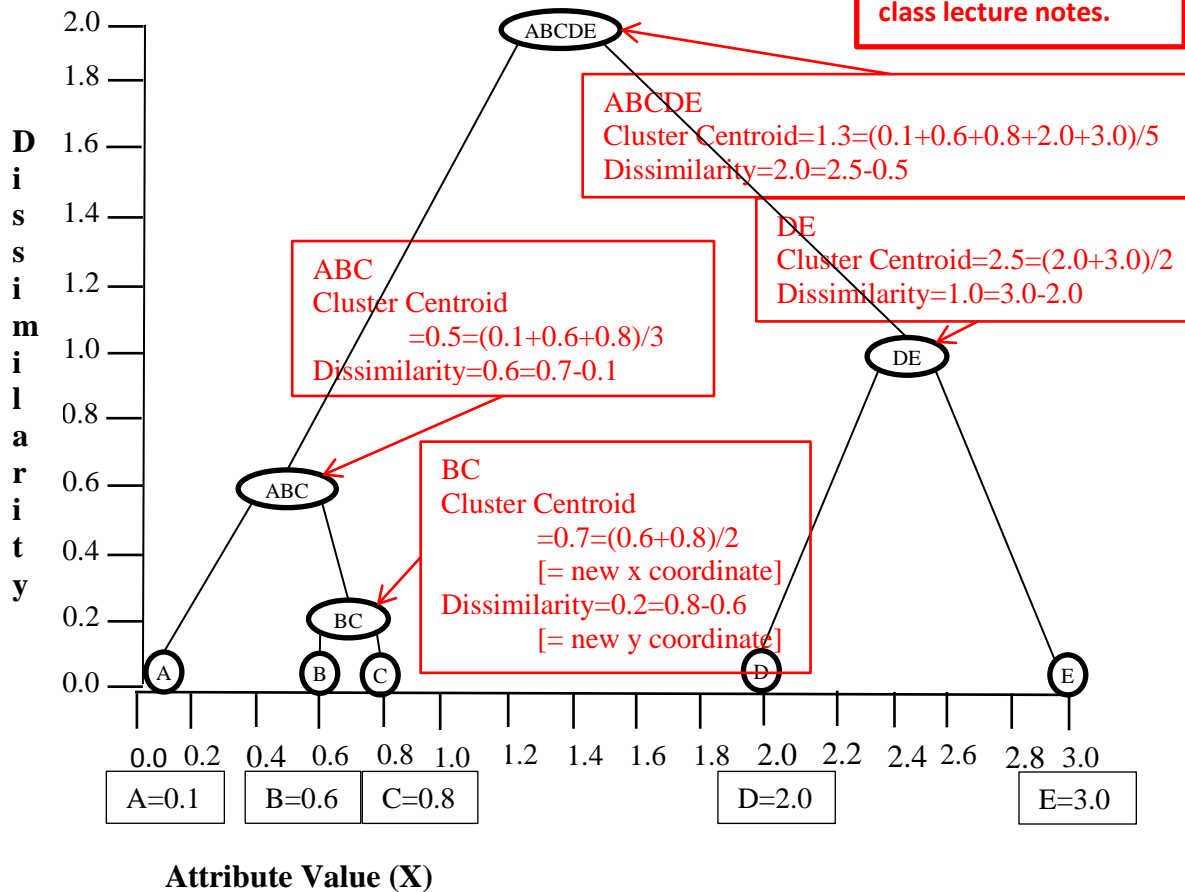 class lecture notes.
2.0
ABCDE
1.8
ABCDE
Cluster Centroid=1.3=(0.1+0.6+0.8+2.0+3.0)/5
Dissimilarity=2.0=2.5-0.5
D
i
s
s
i
m
i
l
a
r
i
t
y
1.6
1.4
DE
Cluster Centroid=2.5=(2.0+3.0)/2
Dissimilarity=1.0=3.0-2.0
ABC
Cluster Centroid
=0.5=(0.1+0.6+0.8)/3
Dissimilarity=0.6=0.7-0.1
1.2
1.0
DE
0.8
BC
Cluster Centroid
=0.7=(0.6+0.8)/2
[= new x coordinate]
Dissimilarity=0.2=0.8-0.6
[= new y coordinate]
0.6
ABC
0.4
0.2
BC
0.0
A
B
C
D
E
0.0 0.2 0.4 0.6 0.8 1.0 1.2 1.4 1.6 1.8 2.0 2.2 2.4 2.6 2.8 3.0
A=0.1 B=0.6 C=0.8 D=2.0 E=3.0
Attribute Value (X)